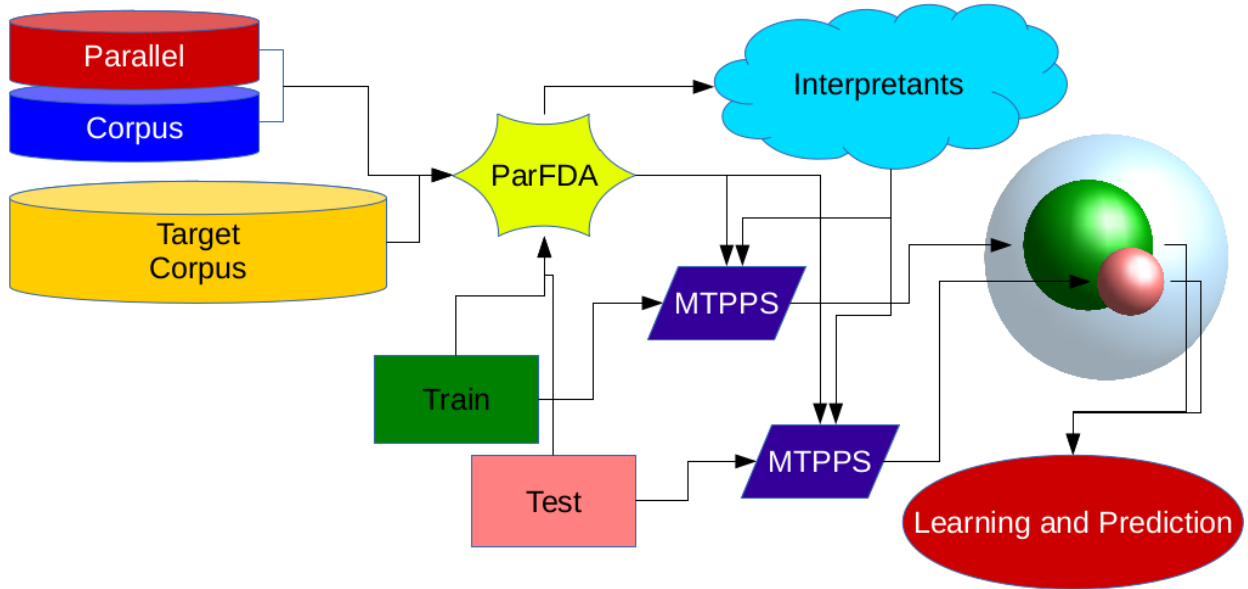 Parallel
Corpus
Target
Corpus
ParFDA
Interpretants
MTPPS
Train
MTPPS
Test
Learning and Prediction